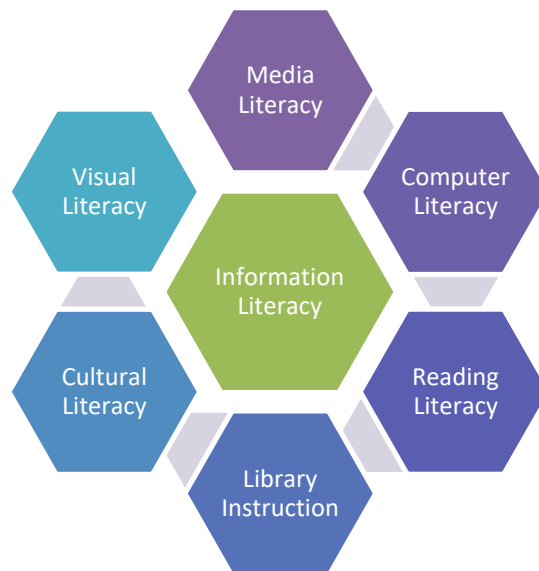 Media
Literacy
Visual
Literacy
Computer
Literacy
Information
Literacy
Cultural
Literacy
Reading
Literacy
Library
Instruction